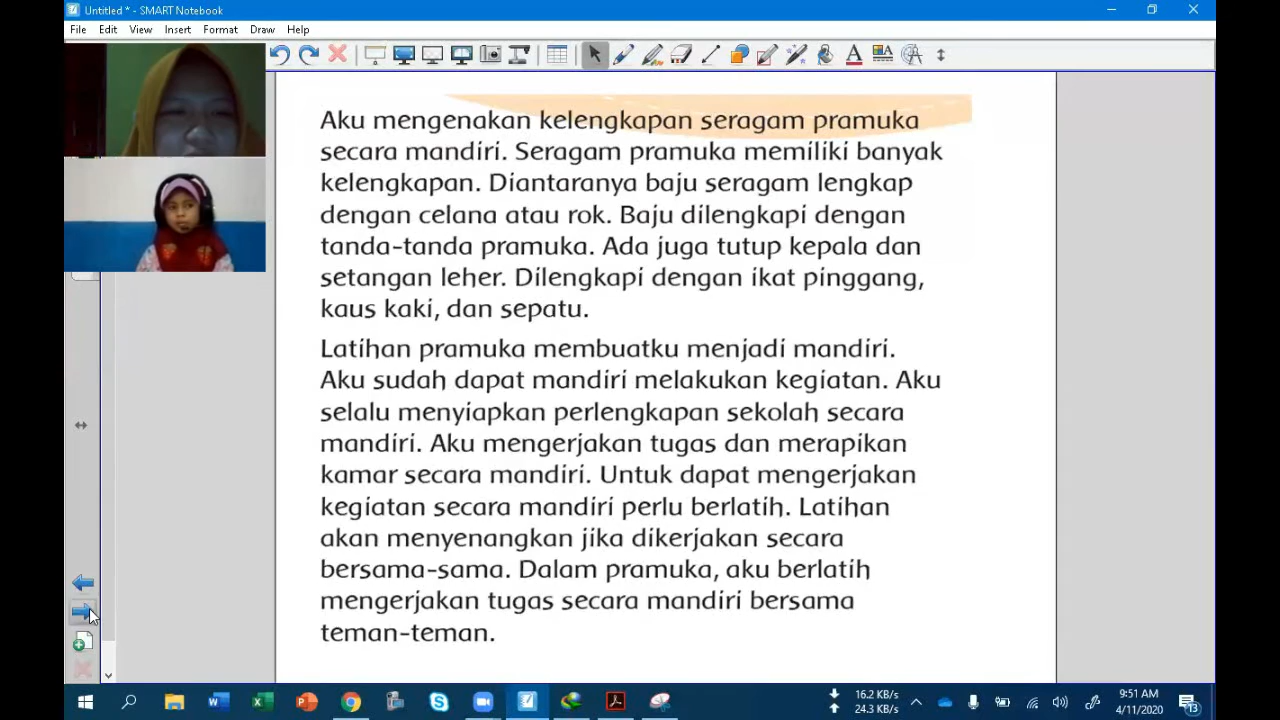 Untitled * - SMART Notebook
File Edit View Insert Format Draw Help
Aku mengenakan kelengkapan seragam pramuka
secara mandiri. Seragam pramuka memiliki banyak
kelengkapan. Diantaranya baju seragam lengkap
dengan celana atau rok. Baju dilengkapi dengan
tanda-tanda pramuka. Ada juga tutup kepala dan
setangan leher. Dilengkapi dengan ikat pinggang,
kaus kaki, dan sepatu.
Latihan pramuka membuatku menjadi mandiri.
Aku sudah dapat mandiri melakukan kegiatan. Aku
selalu menyiapkan perlengkapan sekolah secara
mandiri. Aku mengerjakan tugas dan merapikan
kamar secara mandiri. Untuk dapat mengerjakan
kegiatan secara mandiri perlu berlatih. Latihan
akan menyenangkan jika dikerjakan secara
bersama-sama. Dalam pramuka, aku berlatih
mengerjakan tugas secara mandiri bersama
teman-teman.
16.2 KB/s
24.3 KB/s
9:51 AM
4/11/2020
13